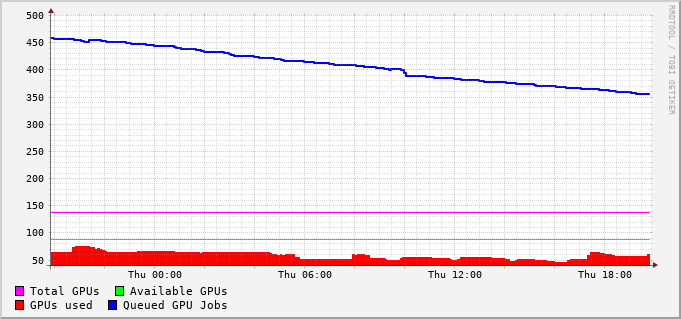 500
450
400
350
300
250
200
150
100
50
Thu 00:00 Thu 06:00 Thu 12:00 Thu 18:00
Total GPUs Available GPUs
GPUs used Queued GPU Jobs
RRDTOOL / TOBI OETIKER